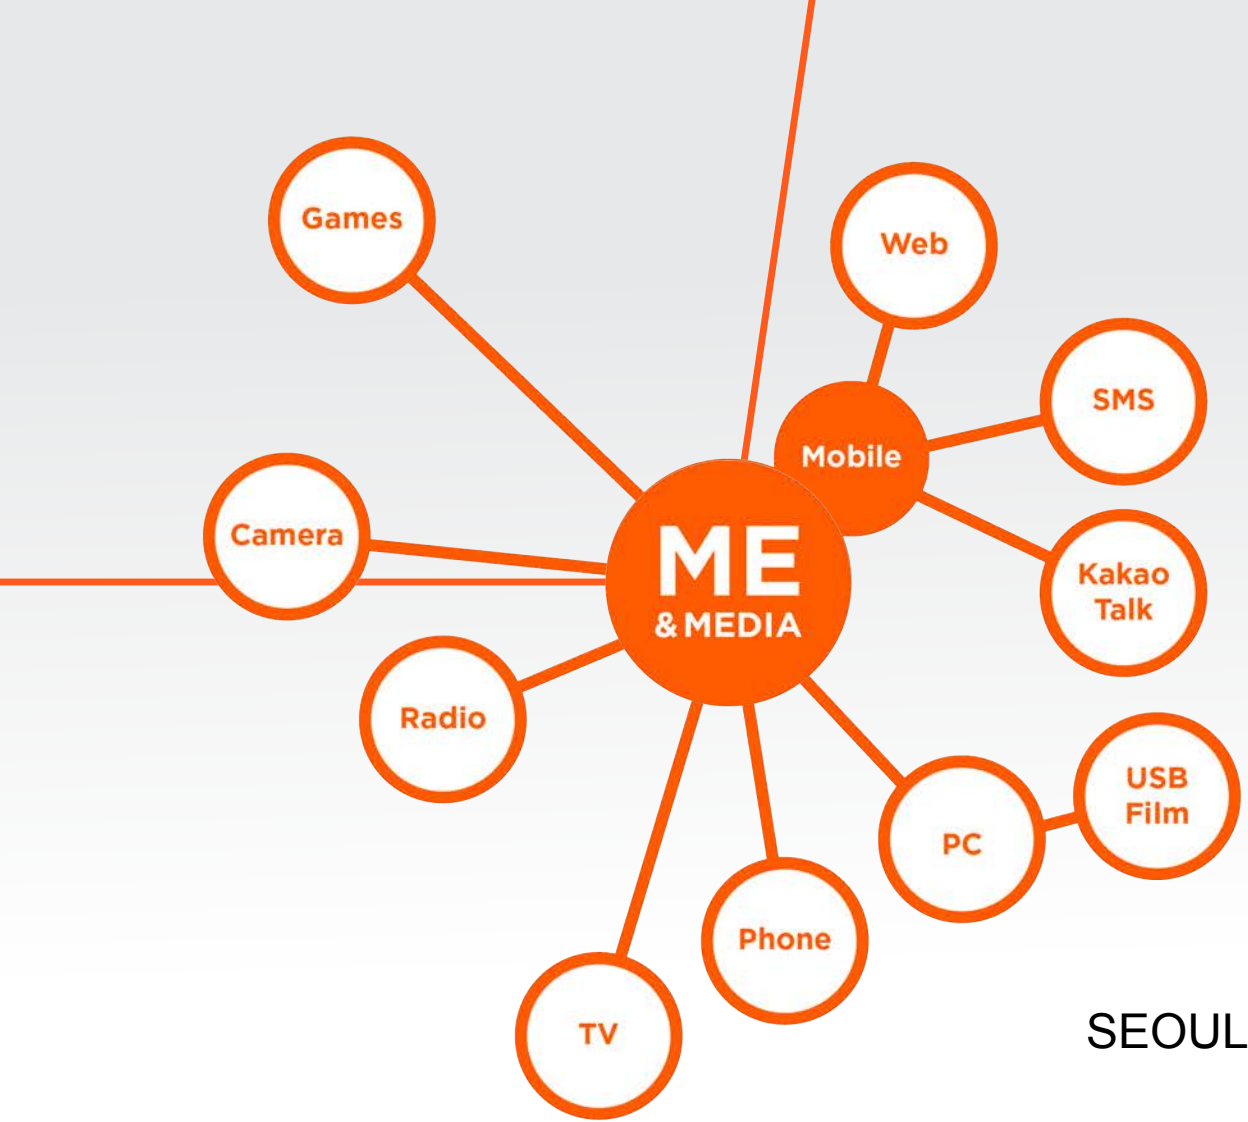 Games
Web
SMS
Mobile
Camera
ME
& MEDIA
Kakao
Talk
Radio
USB
Film
PC
Phone
TV
SEOUL